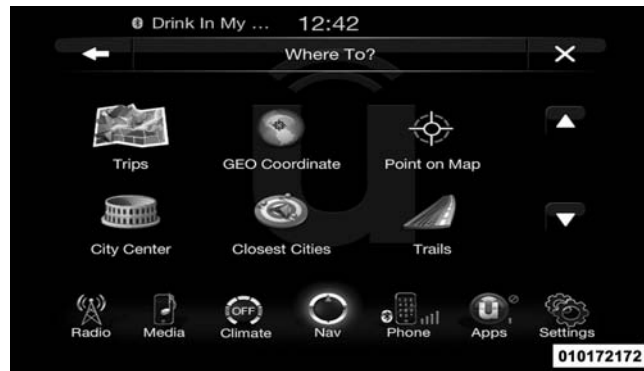 Drink In My ... 12:42
Where To?
Trips GEO Coordinate Point on Map
City Center Closest Cities Trails
OFF
Radio Media Climate Nav Phone Apps Settings
010172172